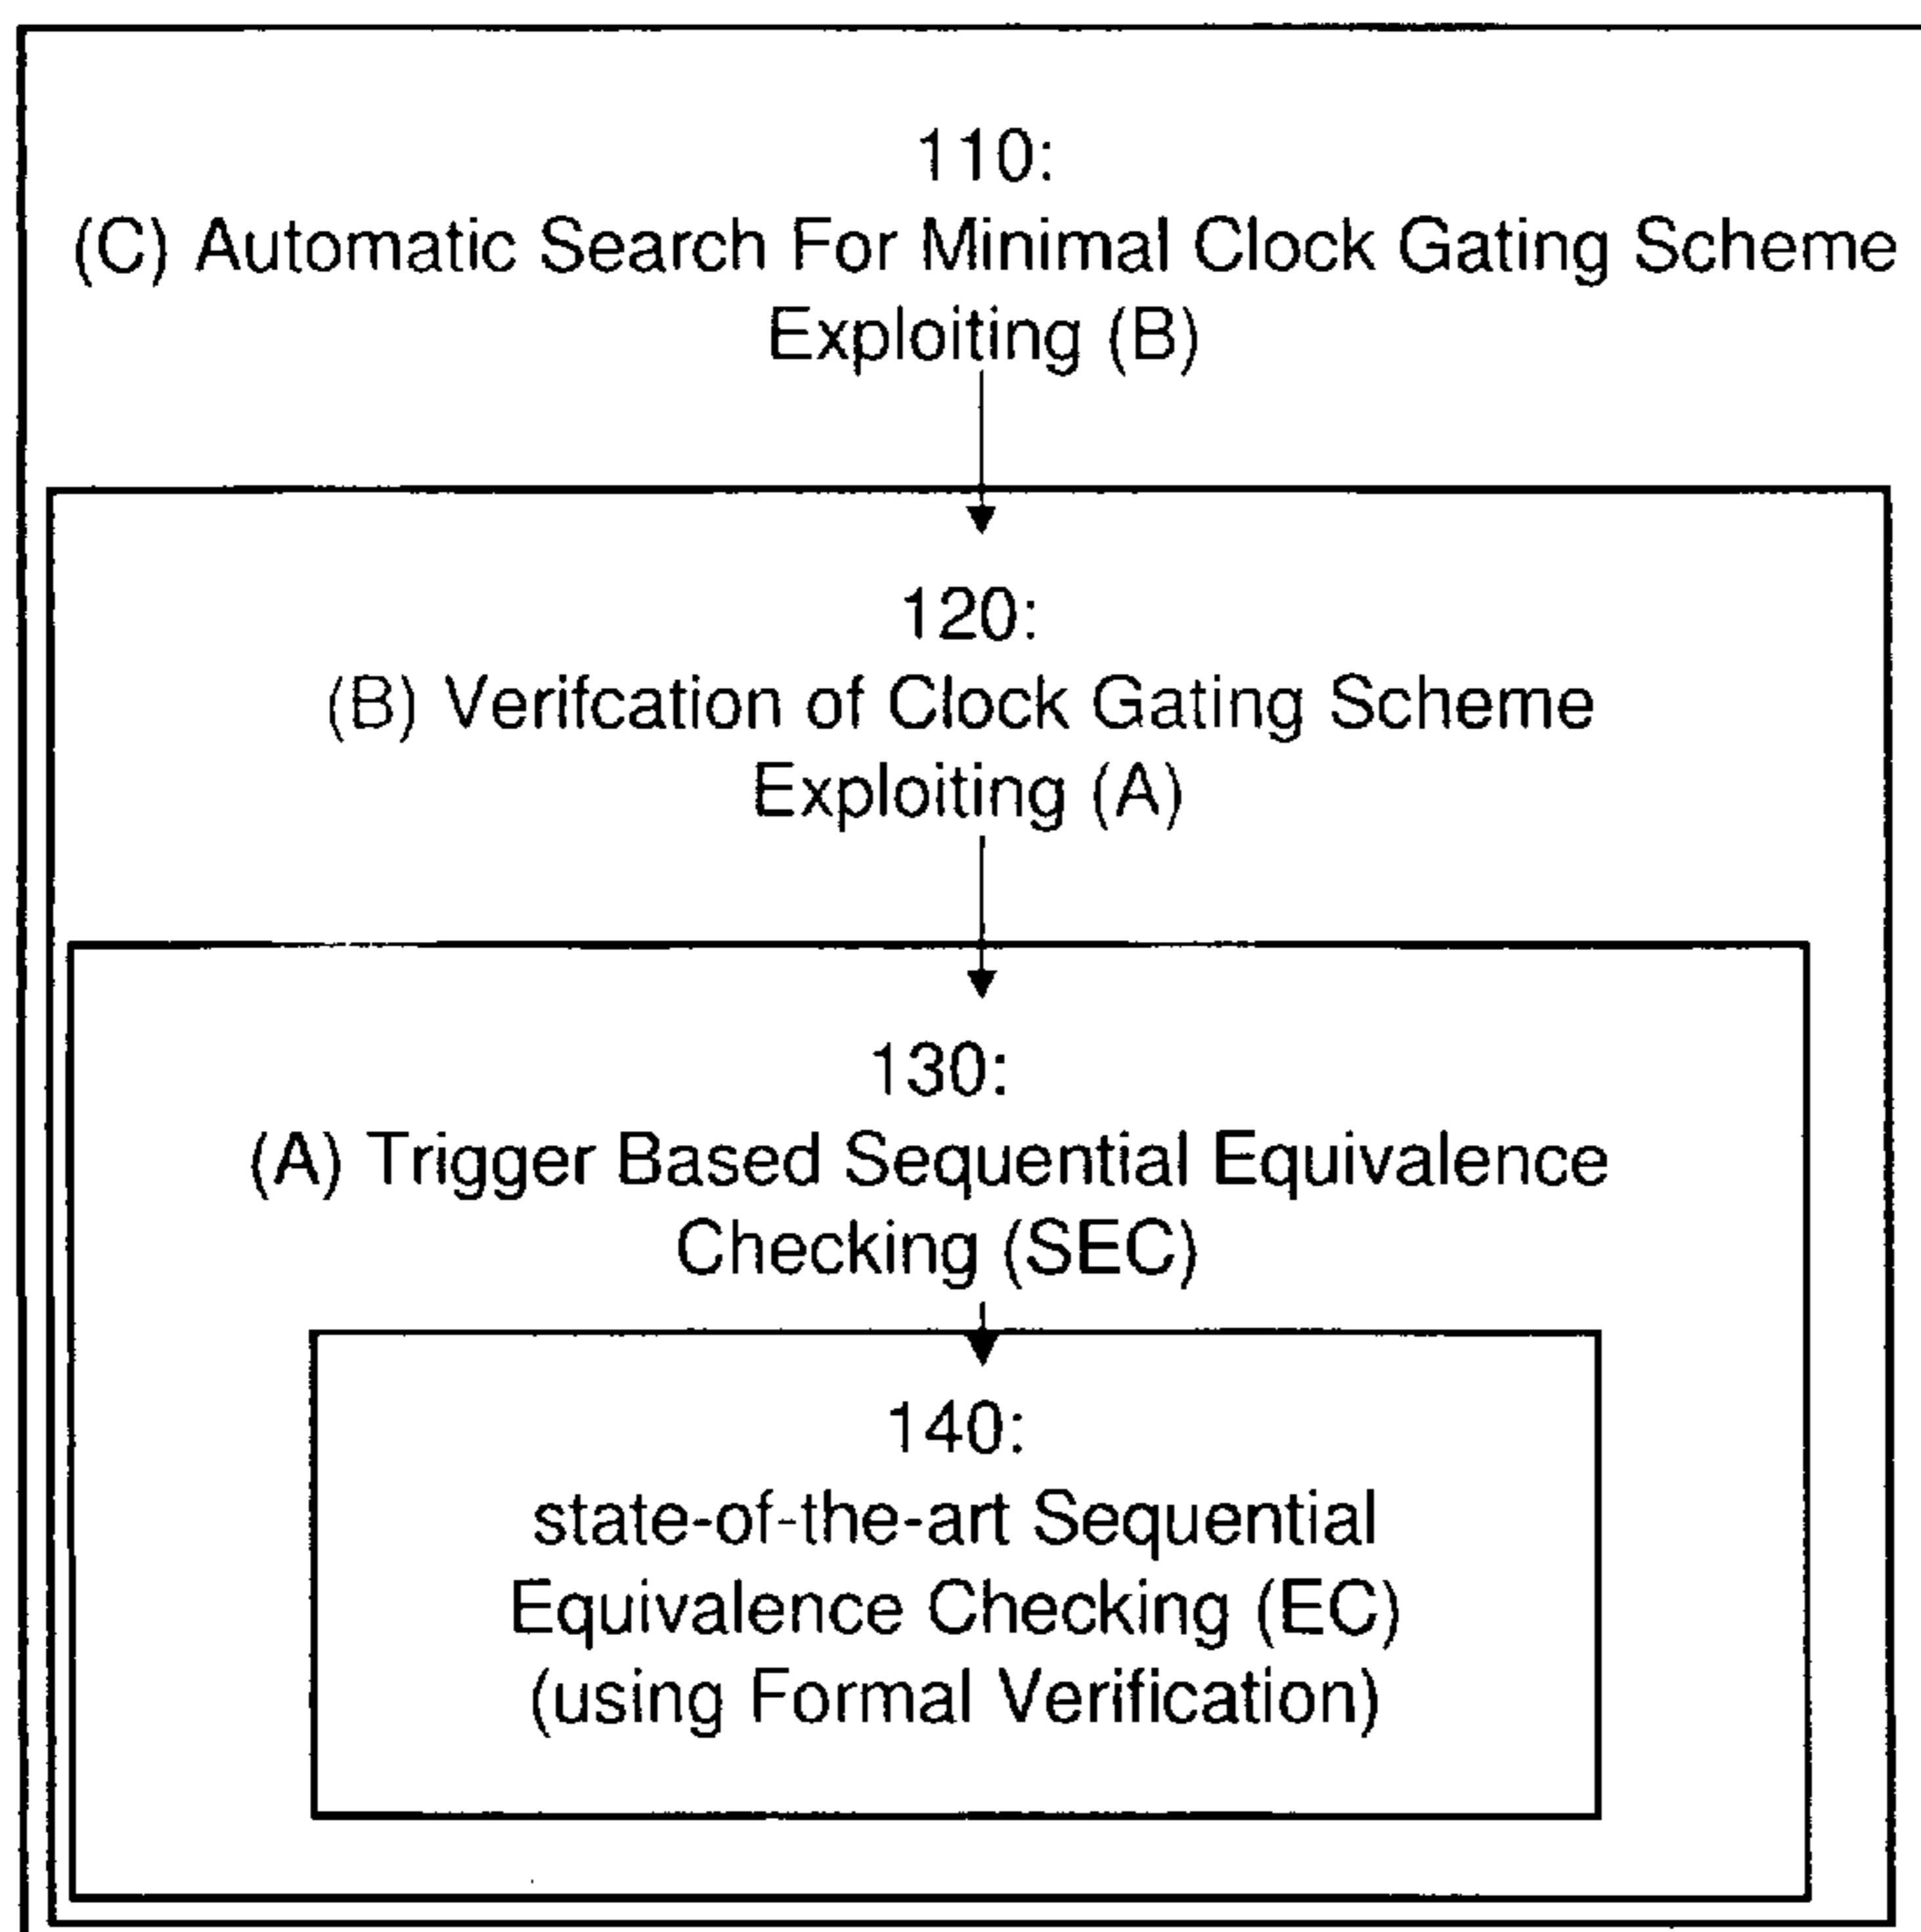 110:
(C) Automatic Search For Minimal Clock Gating Scheme
Exploiting (B)
120:
(B) Verifcation of Clock Gating Scheme
Exploiting (A)
130:
(A) Trigger Based Sequential Equivalence
Checking (SEC)
140:
state-of-the-art Sequential
Equivalence Checking (EC)
(using Formal Verification)